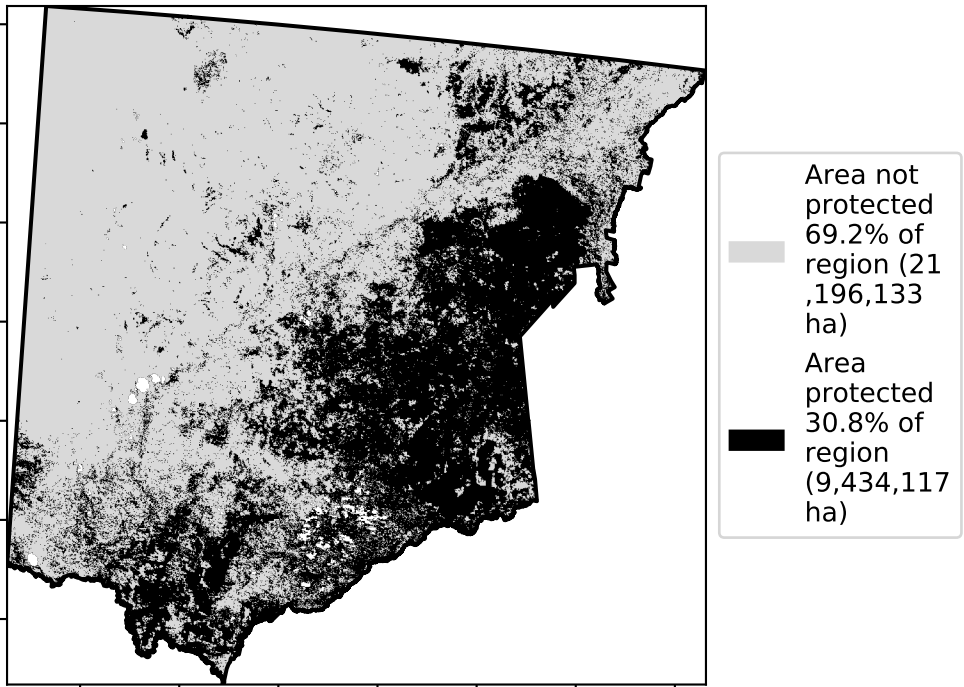 Area not
protected
69.2% of
region (21
,196,133
ha)
Area
protected
30.8% of
region
(9,434,117
ha)